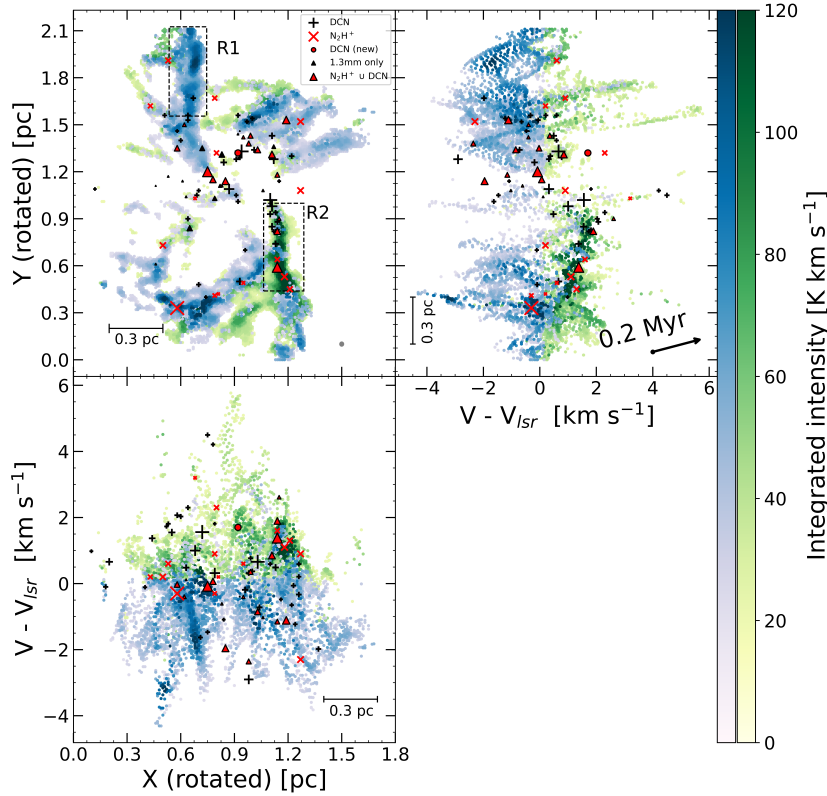 2.1
1.8
1.5
1.2
0.9
0.6
0.3
0.0
Y (rotated) [pc]
R1
R2
0.3 pc
DCN
N₂H⁺
DCN (new)
1.3mm only
N₂H⁺ ∪ DCN
0.3 pc
0.2 Myr
−4
−2
0
2
4
6
V - V_lsr [km s⁻¹]
6
4
2
0
−2
−4
V - V_lsr [km s⁻¹]
0.3 pc
0.0
0.3
0.6
0.9
1.2
1.5
1.8
X (rotated) [pc]
120
100
80
60
40
20
0
Integrated intensity [K km s⁻¹]